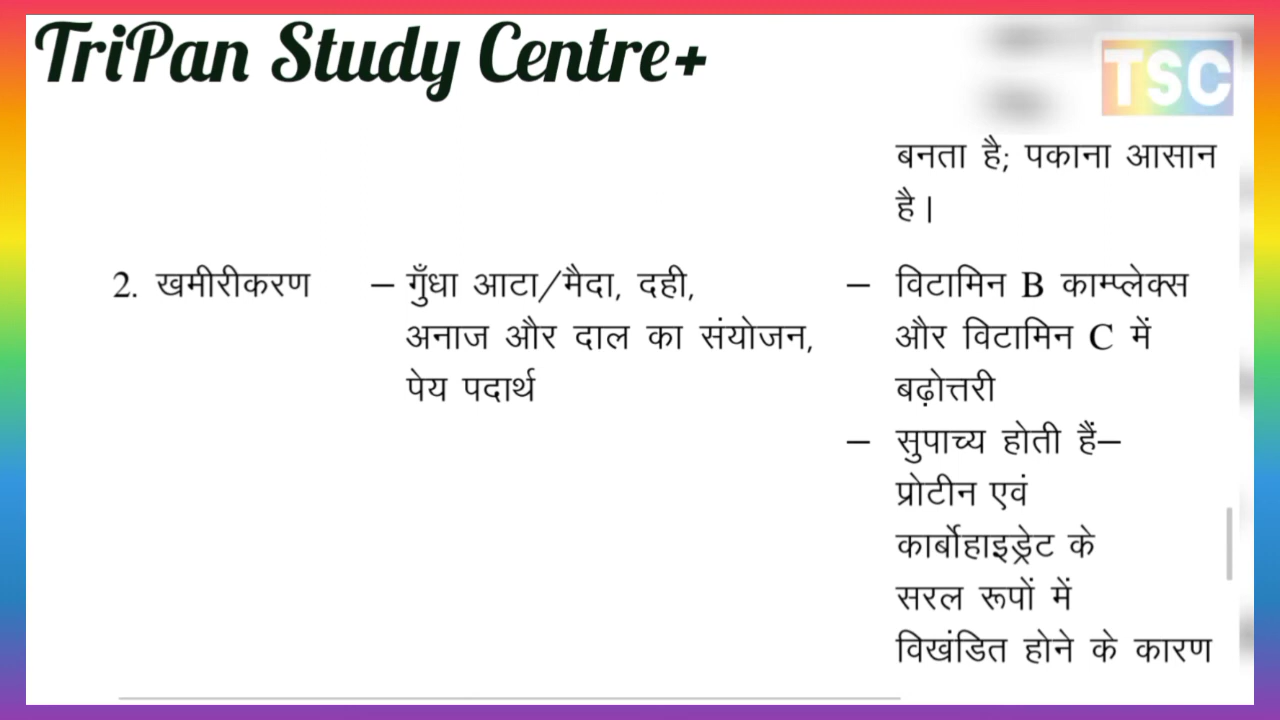 TriPan Study Centre+
TSC
बनता है; पकाना आसान
है।
2. खमीरीकरण – गुँधा आटा/मैदा, दही, – विटामिन B काम्प्लेक्स
अनाज और दाल का संयोजन, और विटामिन C में
पेय पदार्थ बढ़ोत्तरी
– सुपाच्य होती हैं–
प्रोटीन एवं
कार्बोहाइड्रेट के
सरल रूपों में
विखंडित होने के कारण